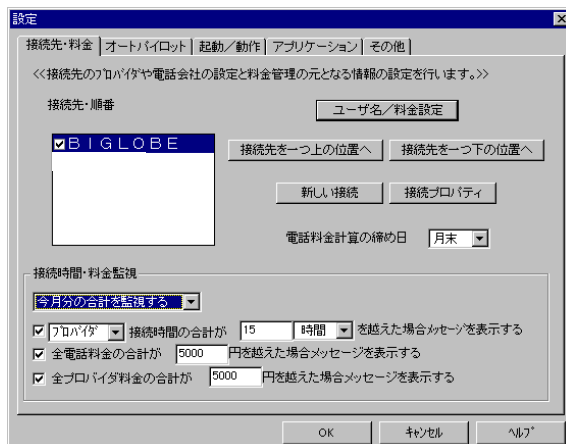 設定
接続先・料金 オートパイロット 起動／動作 アプリケーション その他
<<接続先のﾌﾟﾛﾊﾞｲﾀﾞや電話会社の設定と料金管理の元となる情報の設定を行います｡>>
接続先・順番
ユーザ名／料金設定
ＢＩＧＬＯＢＥ
接続先を一つ上の位置へ 接続先を一つ下の位置へ
新しい接続 接続プロパティ
電話料金計算の締め日 月末
接続時間・料金監視
今月分の合計を監視する
ﾌﾟﾛﾊﾞｲﾀﾞ 接続時間の合計が 15 時間 を越えた場合ﾒｯｾｰｼﾞを表示する
全電話料金の合計が 5000 円を越えた場合メッセージを表示する
全プロバイダ料金の合計が 5000 円を越えた場合メッセージを表示する
OK ｷｬﾝｾﾙ ﾍﾙﾌﾟ